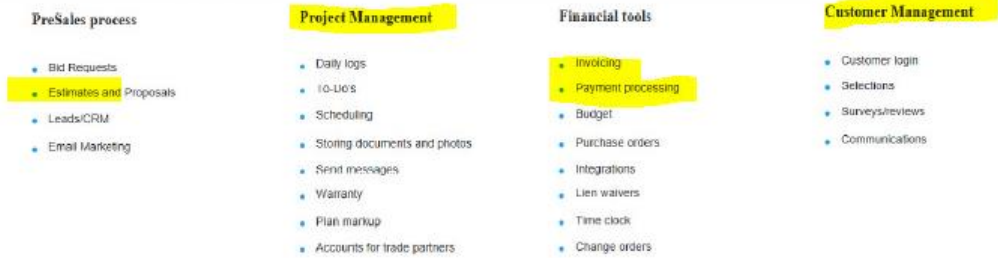 PreSales process
Bid Requests
Estimates and Proposals
Leads/CRM
Email Marketing
Project Management
Daily logs
To-Do's
Scheduling
Storing documents and photos
Send messages
Warranty
Plan markup
Accounts for trade partners
Financial tools
Invoicing
Payment processing
Budget
Purchase orders
Integrations
Lien waivers
Time clock
Change orders
Customer Management
Customer login
Selections
Surveys/reviews
Communications